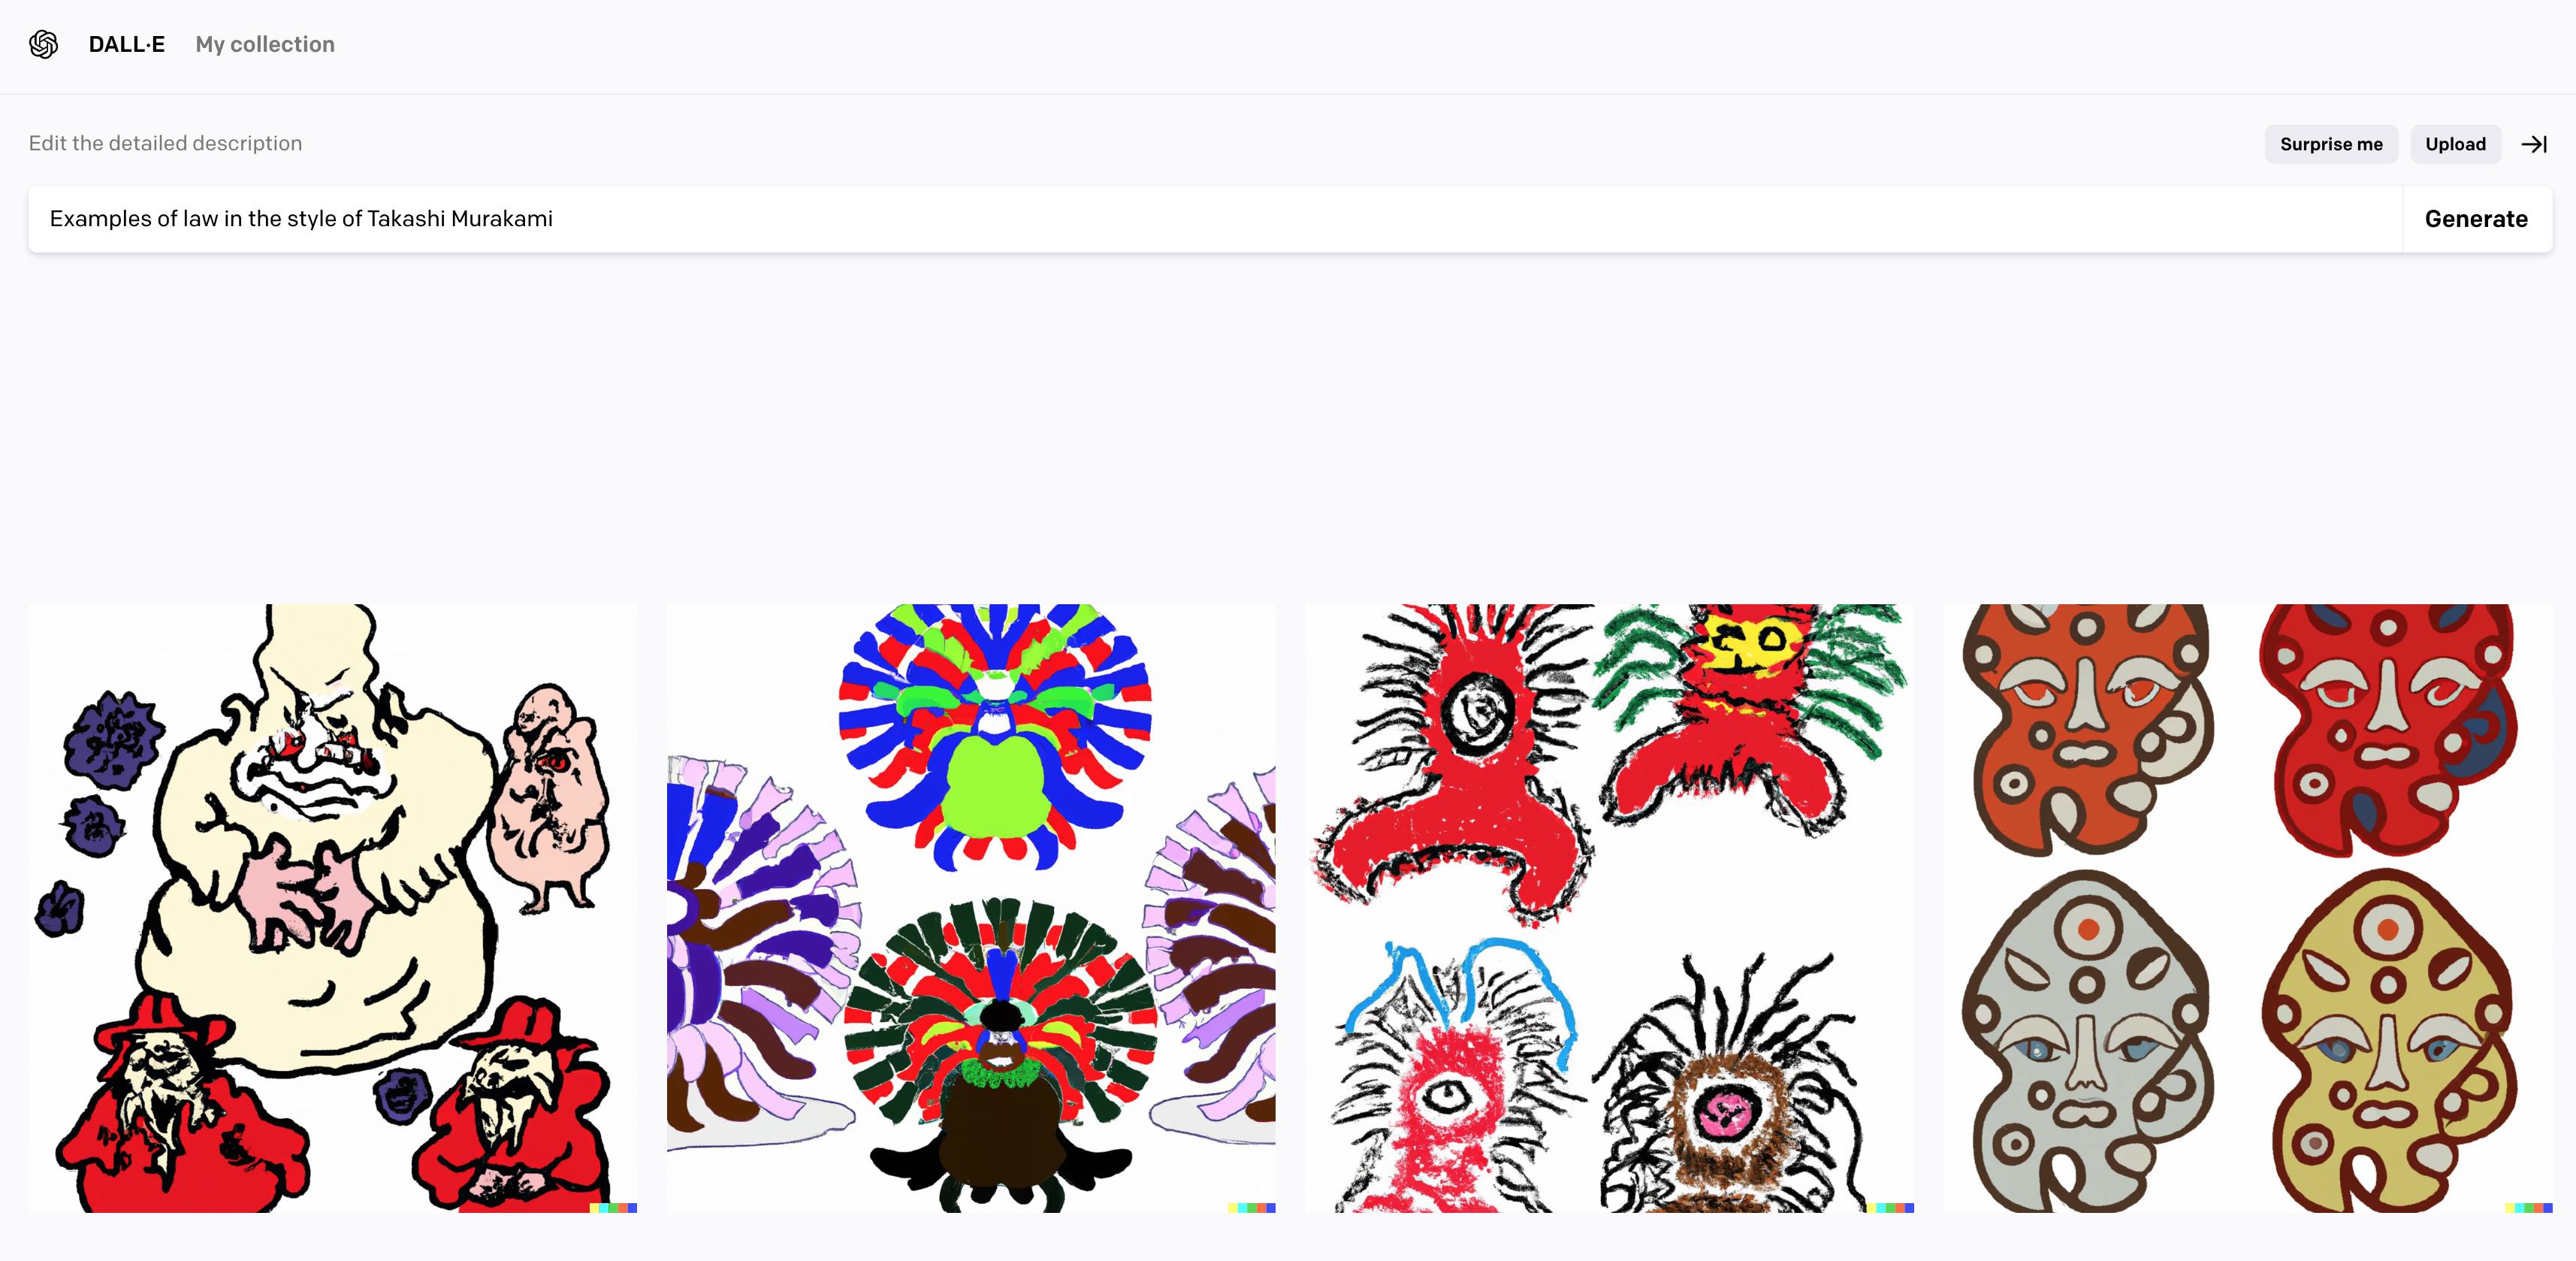 DALL·E My collection
Edit the detailed description
Surprise me Upload
Examples of law in the style of Takashi Murakami
Generate